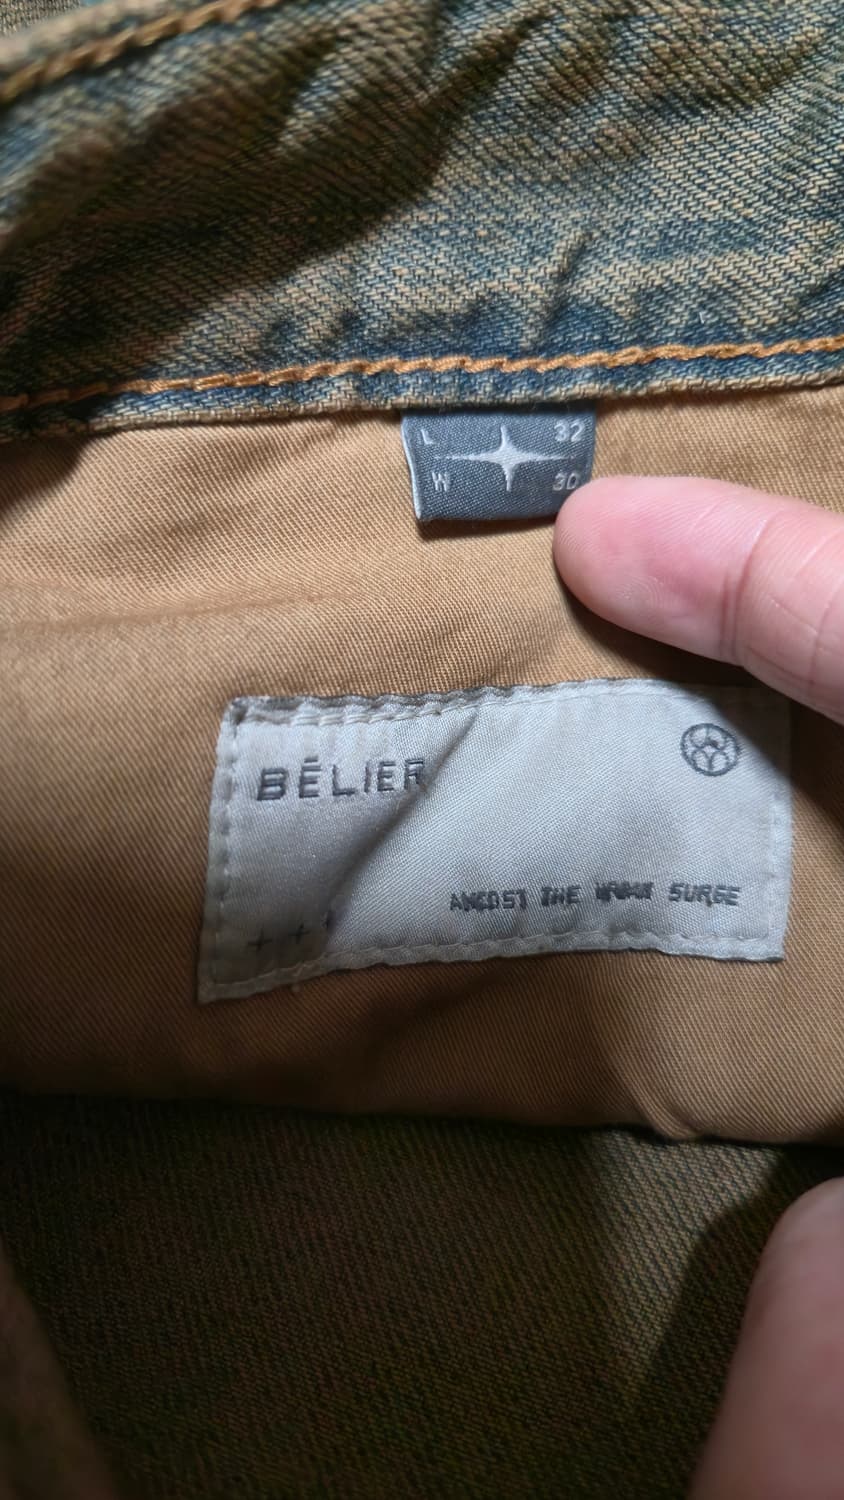 L 32
W 30
BÉLIER
+ + +
AMIDST THE URBAN SURGE